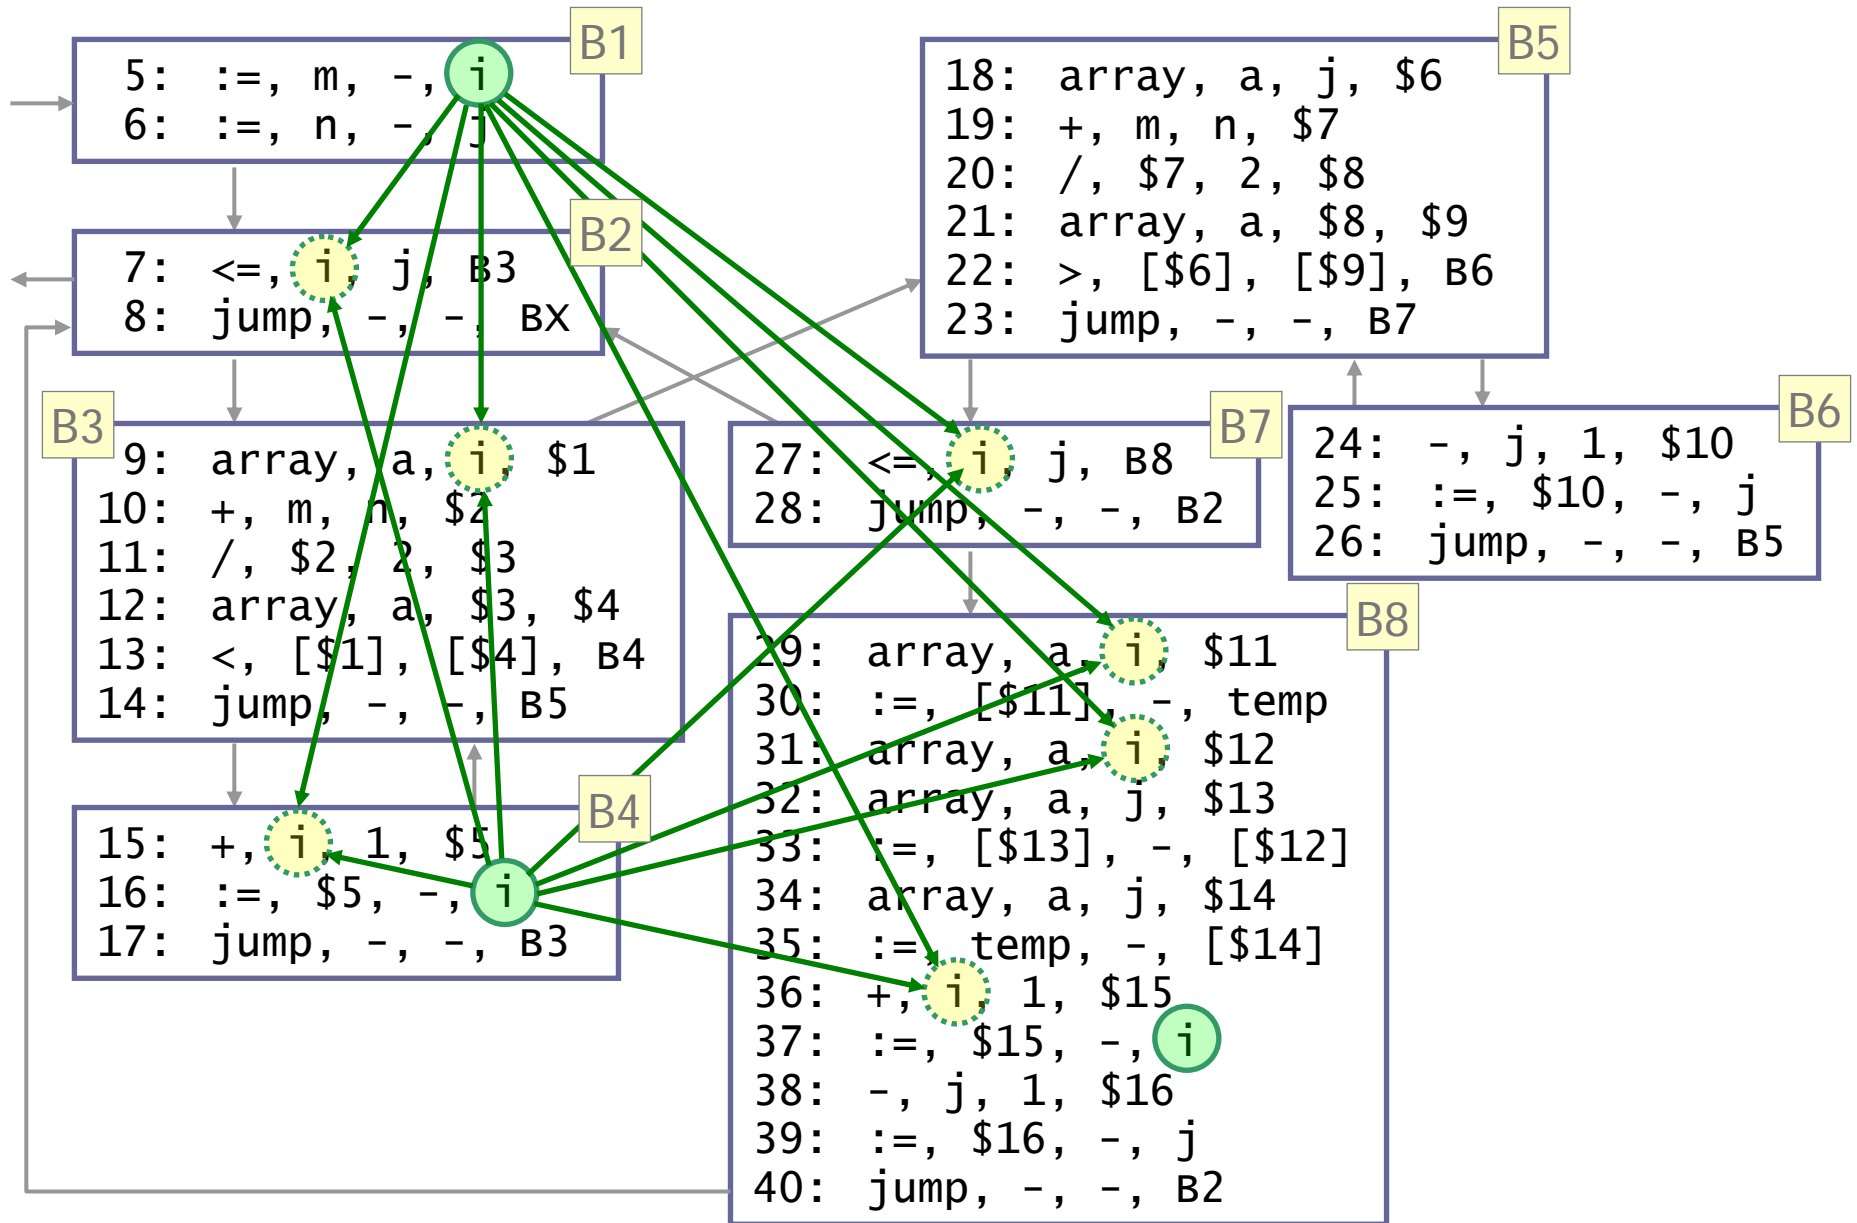 B1
5: :=, m, -, i
6: :=, n, -, j
B2
7: <=, i, j, B3
8: jump, -, -, BX
B3
9: array, a, i, $1
10: +, m, n, $2
11: /, $2, 2, $3
12: array, a, $3, $4
13: <, [$1], [$4], B4
14: jump, -, -, B5
B4
15: +, i, 1, $5
16: :=, $5, -, i
17: jump, -, -, B3
B5
18: array, a, j, $6
19: +, m, n, $7
20: /, $7, 2, $8
21: array, a, $8, $9
22: >, [$6], [$9], B6
23: jump, -, -, B7
B6
24: -, j, 1, $10
25: :=, $10, -, j
26: jump, -, -, B5
B7
27: <=, i, j, B8
28: jump, -, -, B2
B8
29: array, a, i, $11
30: :=, [$11], -, temp
31: array, a, i, $12
32: array, a, j, $13
33: :=, [$13], -, [$12]
34: array, a, j, $14
35: :=, temp, -, [$14]
36: +, i, 1, $15
37: :=, $15, -, i
38: -, j, 1, $16
39: :=, $16, -, j
40: jump, -, -, B2